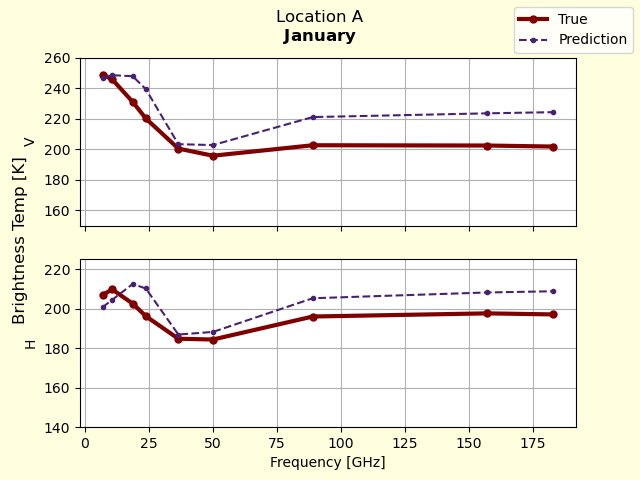 Location A
January
True
Prediction
Brightness Temp [K]
V
260
240
220
200
180
160
H
220
200
180
160
140
0 25 50 75 100 125 150 175
Frequency [GHz]